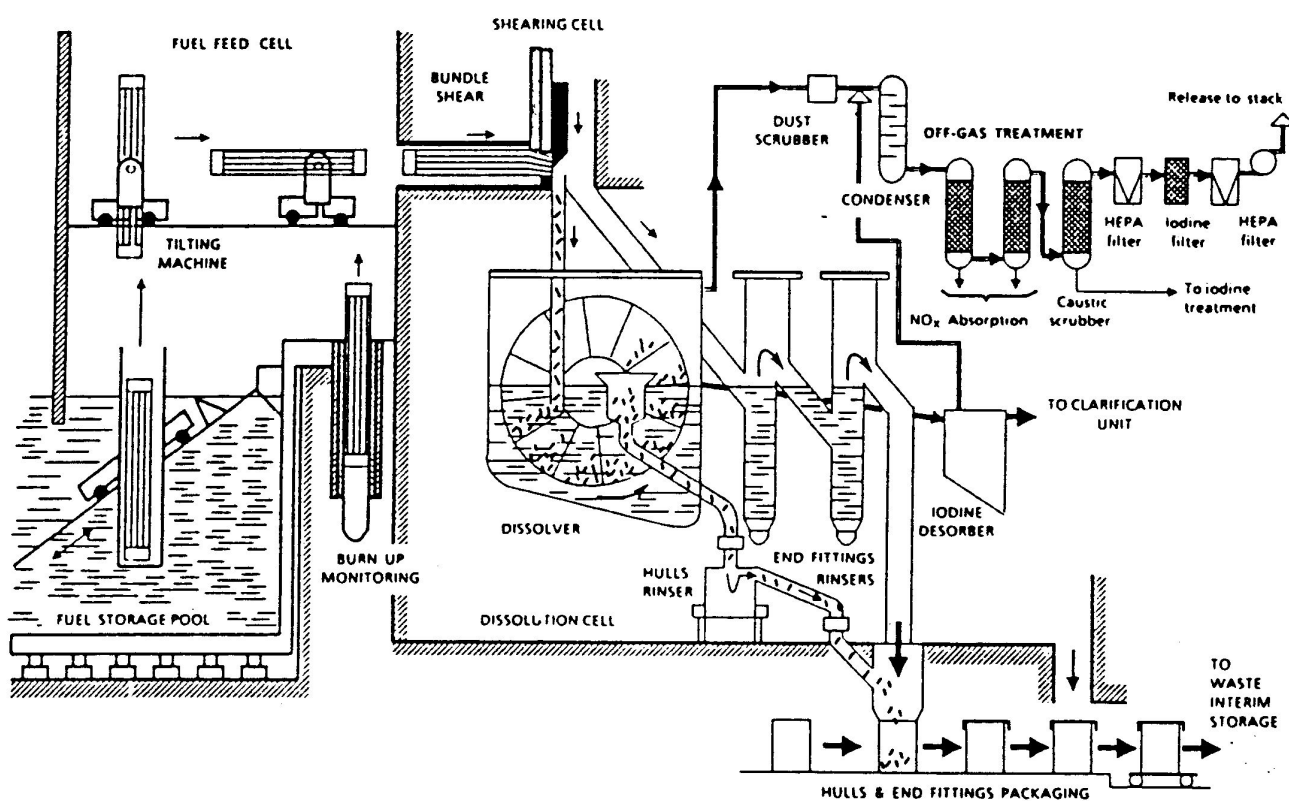 SHEARING CELL
FUEL FEED CELL
BUNDLE
SHEAR
Release to stack
DUST
SCRUBBER
OFF-GAS TREATMENT
CONDENSER
HEPA
filter
Iodine
filter
HEPA
filter
TILTING
MACHINE
To iodine
treatment
NOx Absorption
Caustic
scrubber
TO CLARIFICATION
UNIT
DISSOLVER
IODINE
DESORBER
BURN UP
MONITORING
END FITTINGS
RINSERS
HULLS
RINSER
FUEL STORAGE POOL
DISSOLUTION CELL
TO
WASTE
INTERIM
STORAGE
HULLS & END FITTINGS PACKAGING